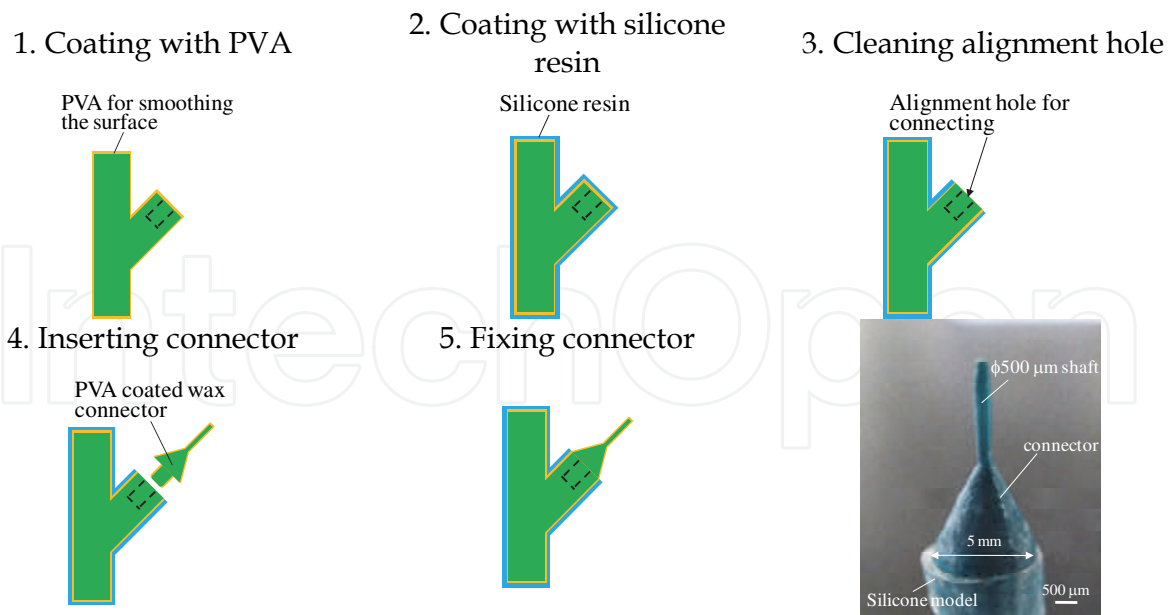 1. Coating with PVA
PVA for smoothing
the surface
2. Coating with silicone
resin
Silicone resin
3. Cleaning alignment hole
Alignment hole for
connecting
4. Inserting connector
PVA coated wax
connector
5. Fixing connector
ϕ500 μm shaft
connector
5 mm
Silicone model
500 μm
IntechOpen